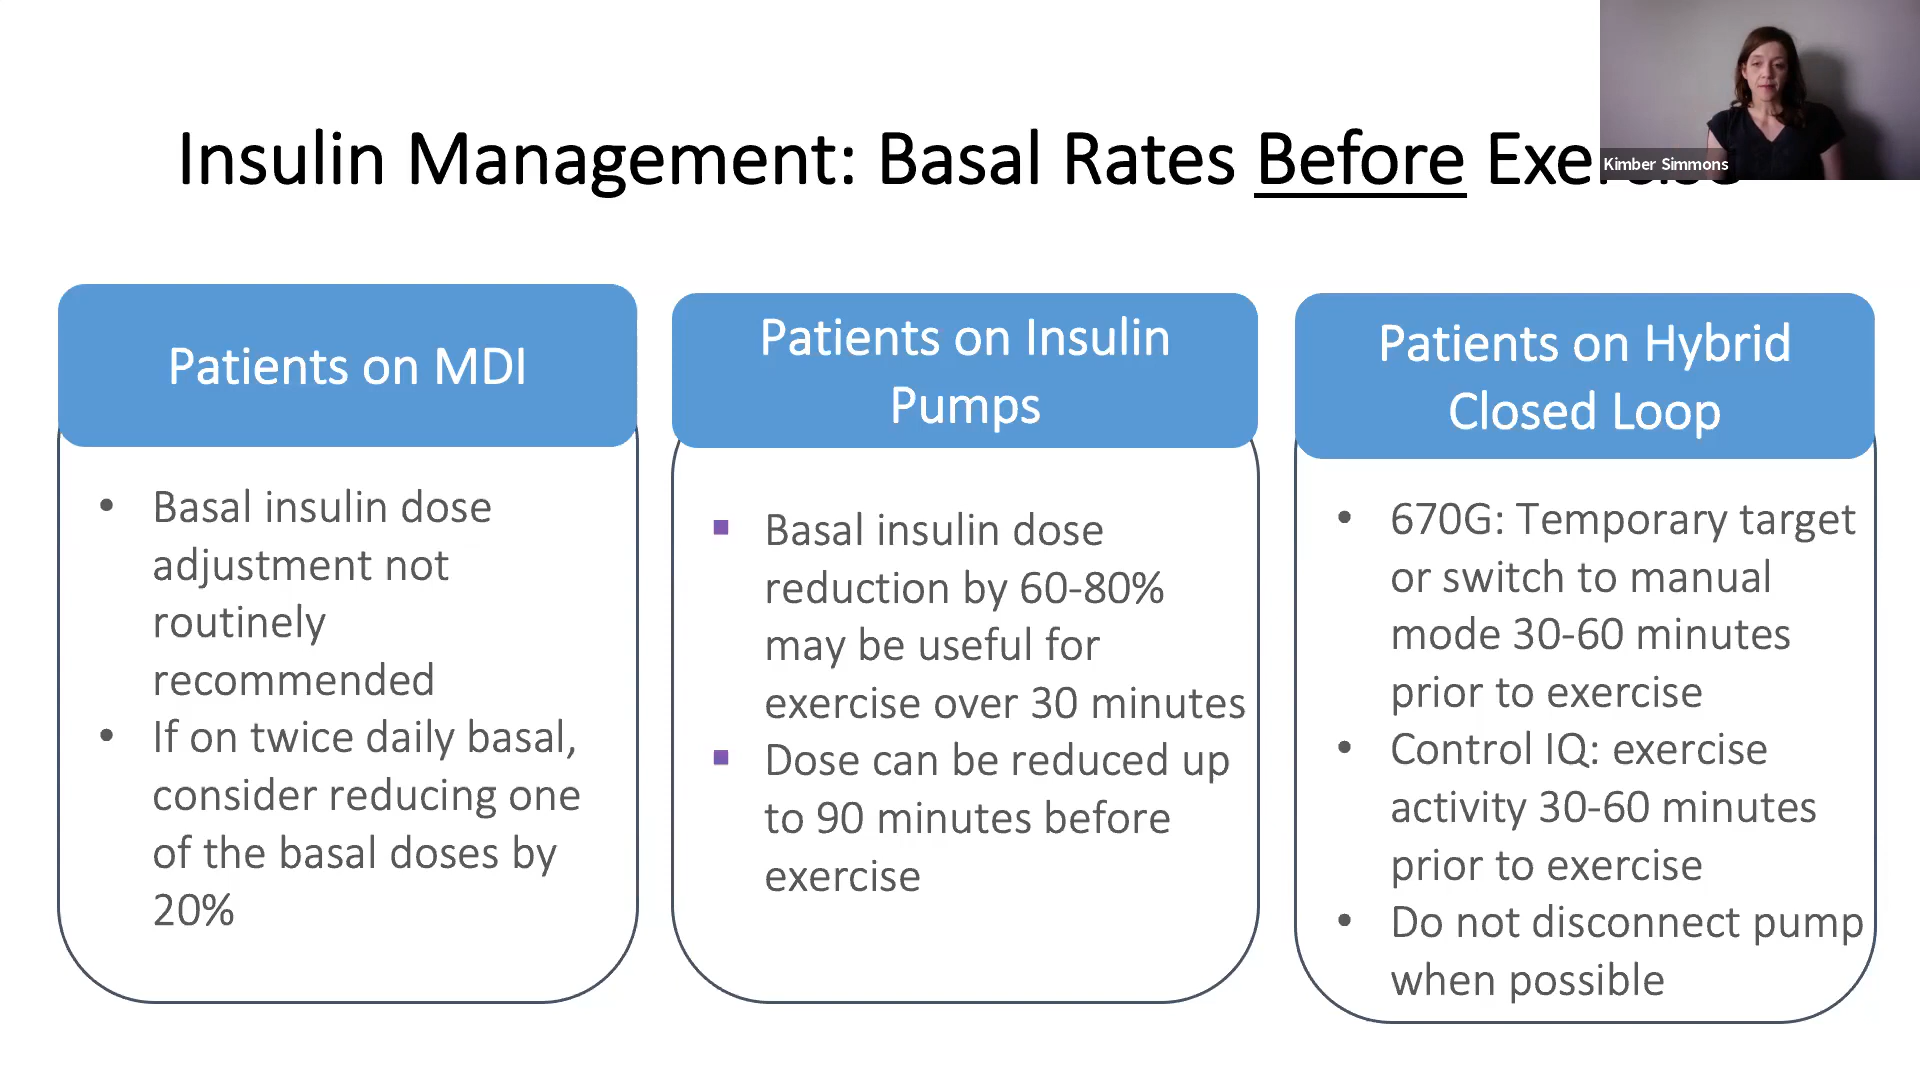 Insulin Management: Basal Rates Before
Kimber Simmons
Patients on MDI
Basal insulin dose
adjustment not
routinely
recommended
If on twice daily basal,
consider reducing one
of the basal doses by
20%
Patients on Insulin
Pumps
Basal insulin dose
reduction by 60-80%
may be useful for
exercise over 30 minutes
Dose can be reduced up
to 90 minutes before
exercise
Patients on Hybrid
Closed Loop
670G: Temporary target
or switch to manual
mode 30-60 minutes
prior to exercise
Control IQ: exercise
activity 30-60 minutes
prior to exercise
Do not disconnect pump
when possible